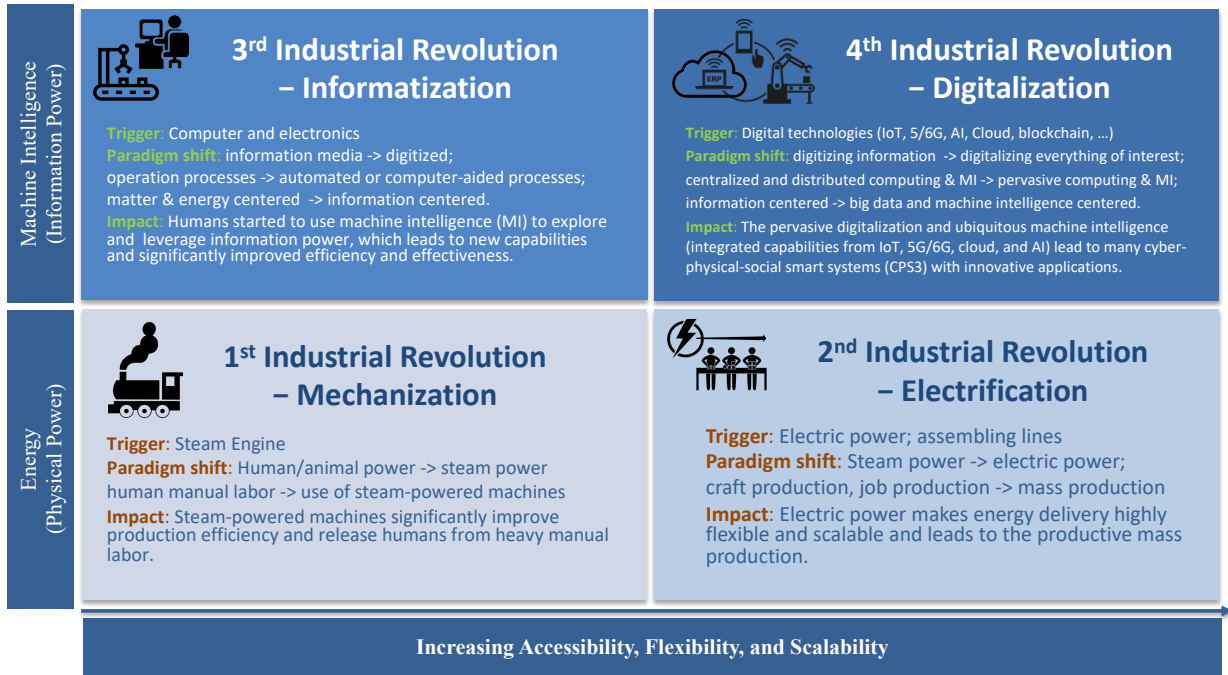 Machine Intelligence
(Information Power)
3rd Industrial Revolution
– Informatization
Trigger: Computer and electronics
Paradigm shift: information media -> digitized;
operation processes -> automated or computer-aided processes;
matter & energy centered -> information centered.
Impact: Humans started to use machine intelligence (MI) to explore
and leverage information power, which leads to new capabilities
and significantly improved efficiency and effectiveness.
ERP
4th Industrial Revolution
– Digitalization
Trigger: Digital technologies (IoT, 5/6G, AI, Cloud, blockchain, ...)
Paradigm shift: digitizing information -> digitalizing everything of interest;
centralized and distributed computing & MI -> pervasive computing & MI;
information centered -> big data and machine intelligence centered.
Impact: The pervasive digitalization and ubiquitous machine intelligence
(integrated capabilities from IoT, 5G/6G, cloud, and AI) lead to many cyber-
physical-social smart systems (CPS3) with innovative applications.
Energy
(Physical Power)
1st Industrial Revolution
– Mechanization
Trigger: Steam Engine
Paradigm shift: Human/animal power -> steam power
human manual labor -> use of steam-powered machines
Impact: Steam-powered machines significantly improve
production efficiency and release humans from heavy manual
labor.
2nd Industrial Revolution
– Electrification
Trigger: Electric power; assembling lines
Paradigm shift: Steam power -> electric power;
craft production, job production -> mass production
Impact: Electric power makes energy delivery highly
flexible and scalable and leads to the productive mass
production.
Increasing Accessibility, Flexibility, and Scalability